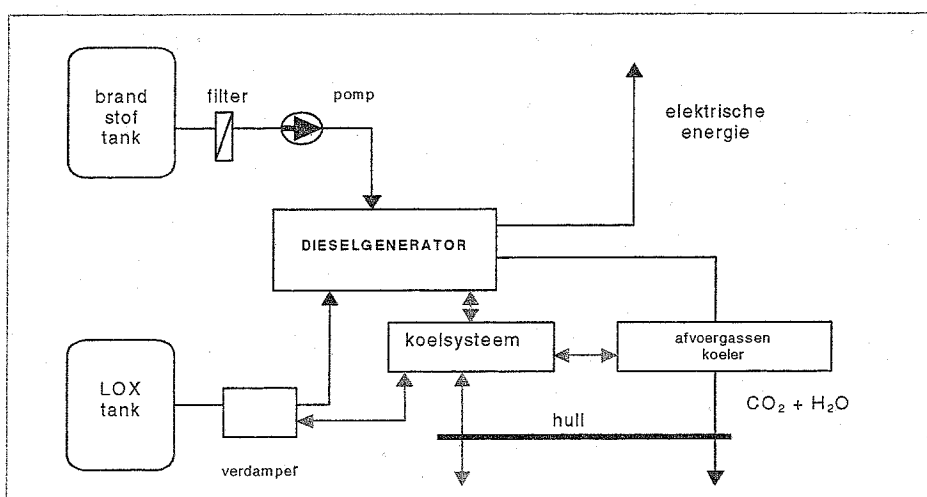 brand
stof
tank
filter
pomp
elektrische
energie
DIESELGENERATOR
koelsysteem
afvoergassen
koeler
LOX
tank
CO₂ + H₂O
hull
verdamper